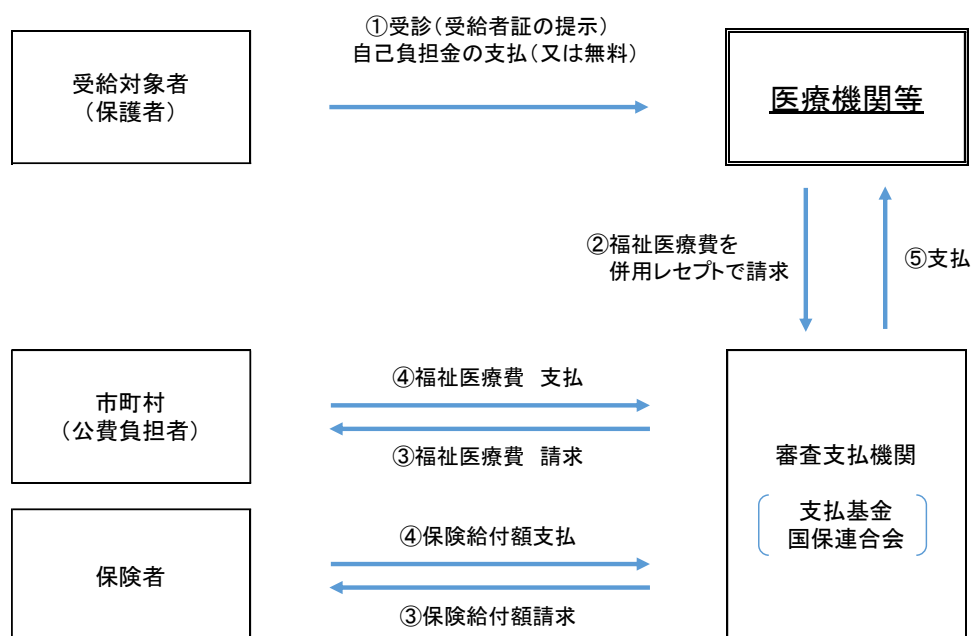 ①受診(受給者証の提示)
自己負担金の支払(又は無料)
受給対象者
(保護者)
医療機関等
②福祉医療費を
併用レセプトで請求
⑤支払
市町村
(公費負担者)
④福祉医療費　支払
③福祉医療費　請求
審査支払機関
支払基金
国保連合会
保険者
④保険給付額支払
③保険給付額請求